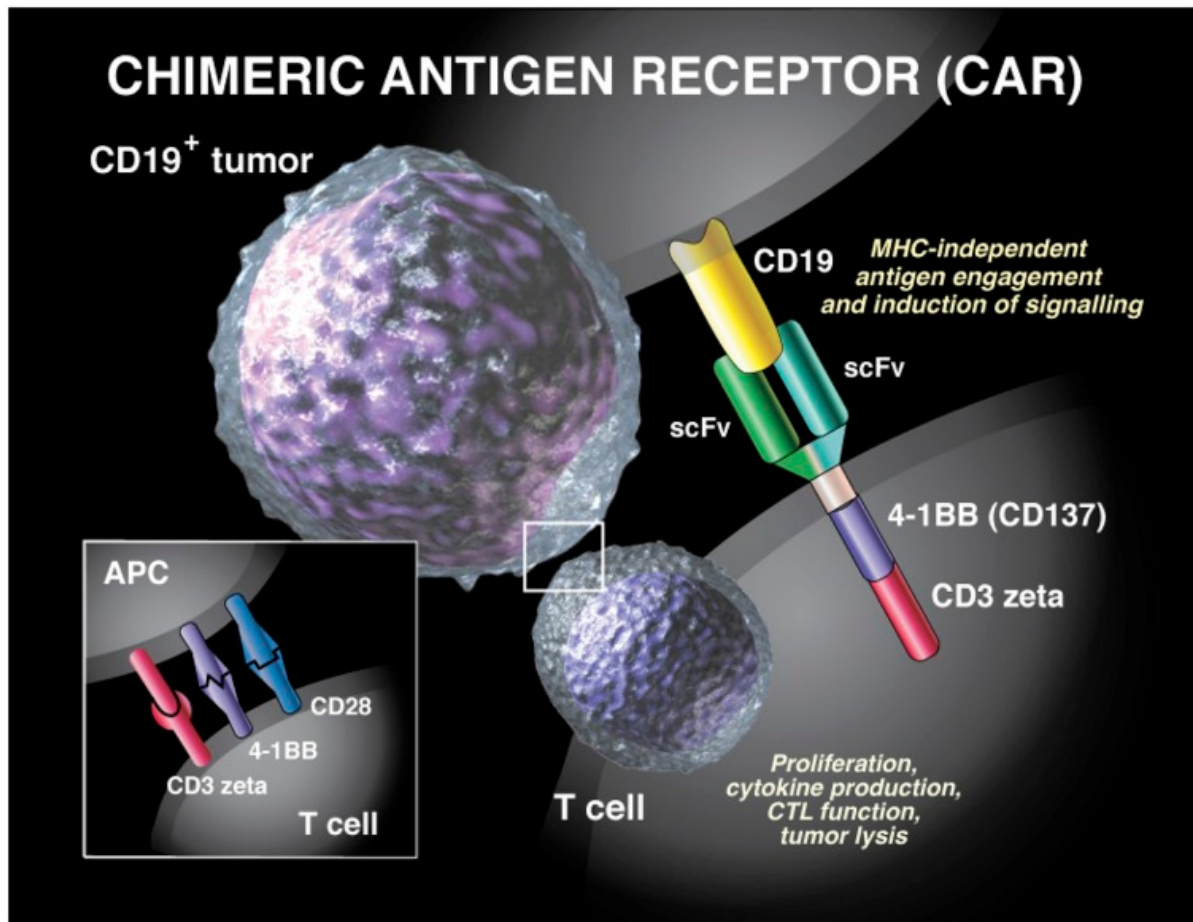 CHIMERIC ANTIGEN RECEPTOR (CAR)
CD19+ tumor
CD19
MHC-independent
antigen engagement
and induction of signalling
scFv
scFv
4-1BB (CD137)
CD3 zeta
APC
CD28
4-1BB
CD3 zeta
T cell
T cell
Proliferation,
cytokine production,
CTL function,
tumor lysis